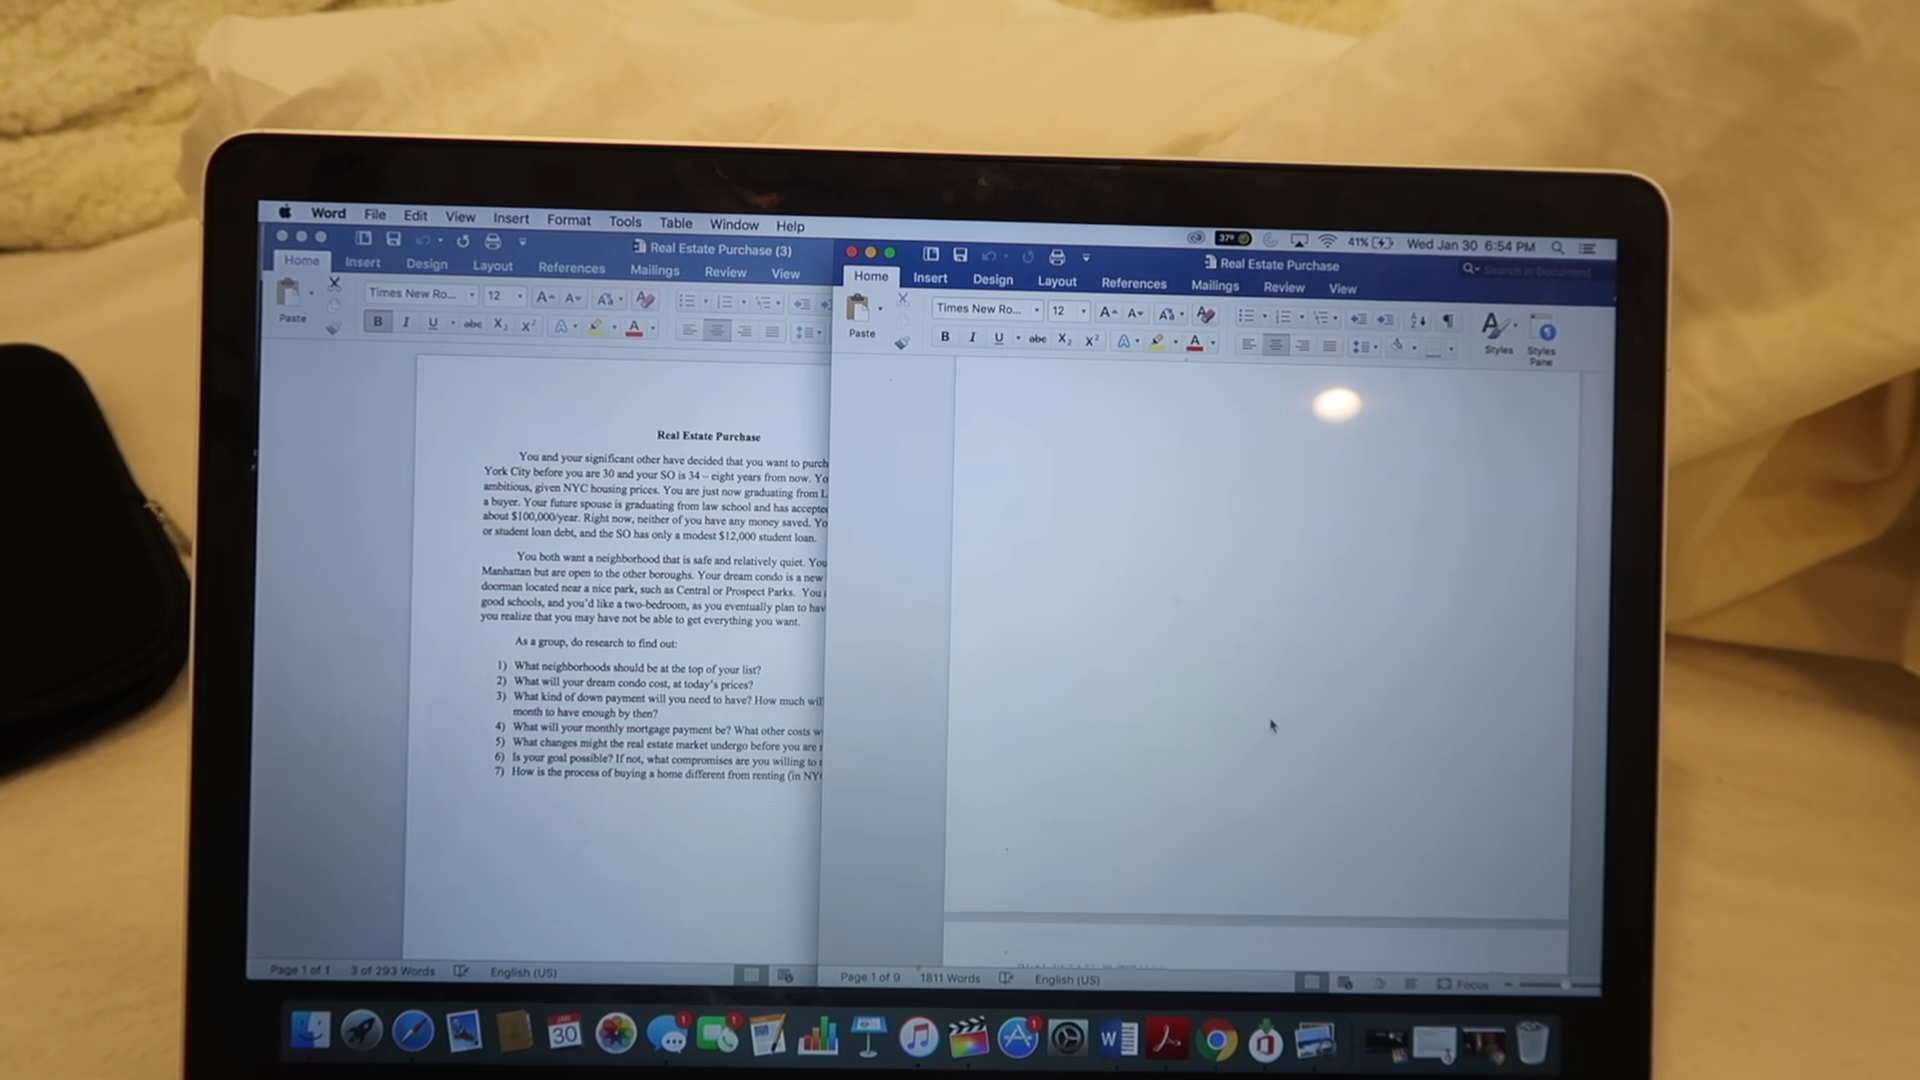 Word File Edit View Insert Format Tools Table Window Help
37° 41% Wed Jan 30 6:54 PM
Real Estate Purchase (3)
Home Insert Design Layout References Mailings Review View
Paste
Times New Ro... 12
B I U abc X2 X2 A
Real Estate Purchase
You and your significant other have decided that you want to purch
York City before you are 30 and your SO is 34 – eight years from now. Yo
ambitious, given NYC housing prices. You are just now graduating from L
a buyer. Your future spouse is graduating from law school and has accepte
about $100,000/year. Right now, neither of you have any money saved. Yo
or student loan debt, and the SO has only a modest $12,000 student loan.
You both want a neighborhood that is safe and relatively quiet. You
Manhattan but are open to the other boroughs. Your dream condo is a new
doorman located near a nice park, such as Central or Prospect Parks. You
good schools, and you'd like a two-bedroom, as you eventually plan to hav
you realize that you may have not be able to get everything you want.
As a group, do research to find out:
1) What neighborhoods should be at the top of your list?
2) What will your dream condo cost, at today's prices?
3) What kind of down payment will you need to have? How much will
month to have enough by then?
4) What will your monthly mortgage payment be? What other costs w
5) What changes might the real estate market undergo before you are r
6) Is your goal possible? If not, what compromises are you willing to
7) How is the process of buying a home different from renting (in NY
Page 1 of 1 3 of 293 Words English (US)
Real Estate Purchase
Search in Document
Home Insert Design Layout References Mailings Review View
Paste
Times New Ro... 12
B I U abc X2 X2 A
Styles
Styles Pane
Page 1 of 9 1811 Words English (US)
Focus
JAN
30
1
1
1
W